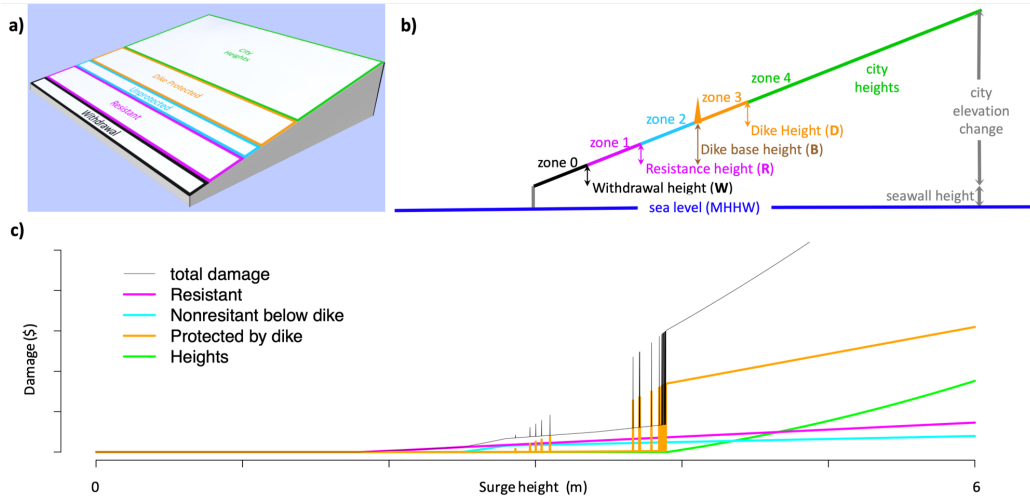 a)
City
Heights
Dike Protected
Unprotected
Resistant
Withdrawal
b)
zone 4
city
heights
zone 3
zone 2
zone 1
zone 0
Dike Height (D)
Dike base height (B)
Resistance height (R)
Withdrawal height (W)
sea level (MHHW)
city
elevation
change
seawall height
c)
total damage
Resistant
Nonresitant below dike
Protected by dike
Heights
Damage($)
0
Surge height (m)
6